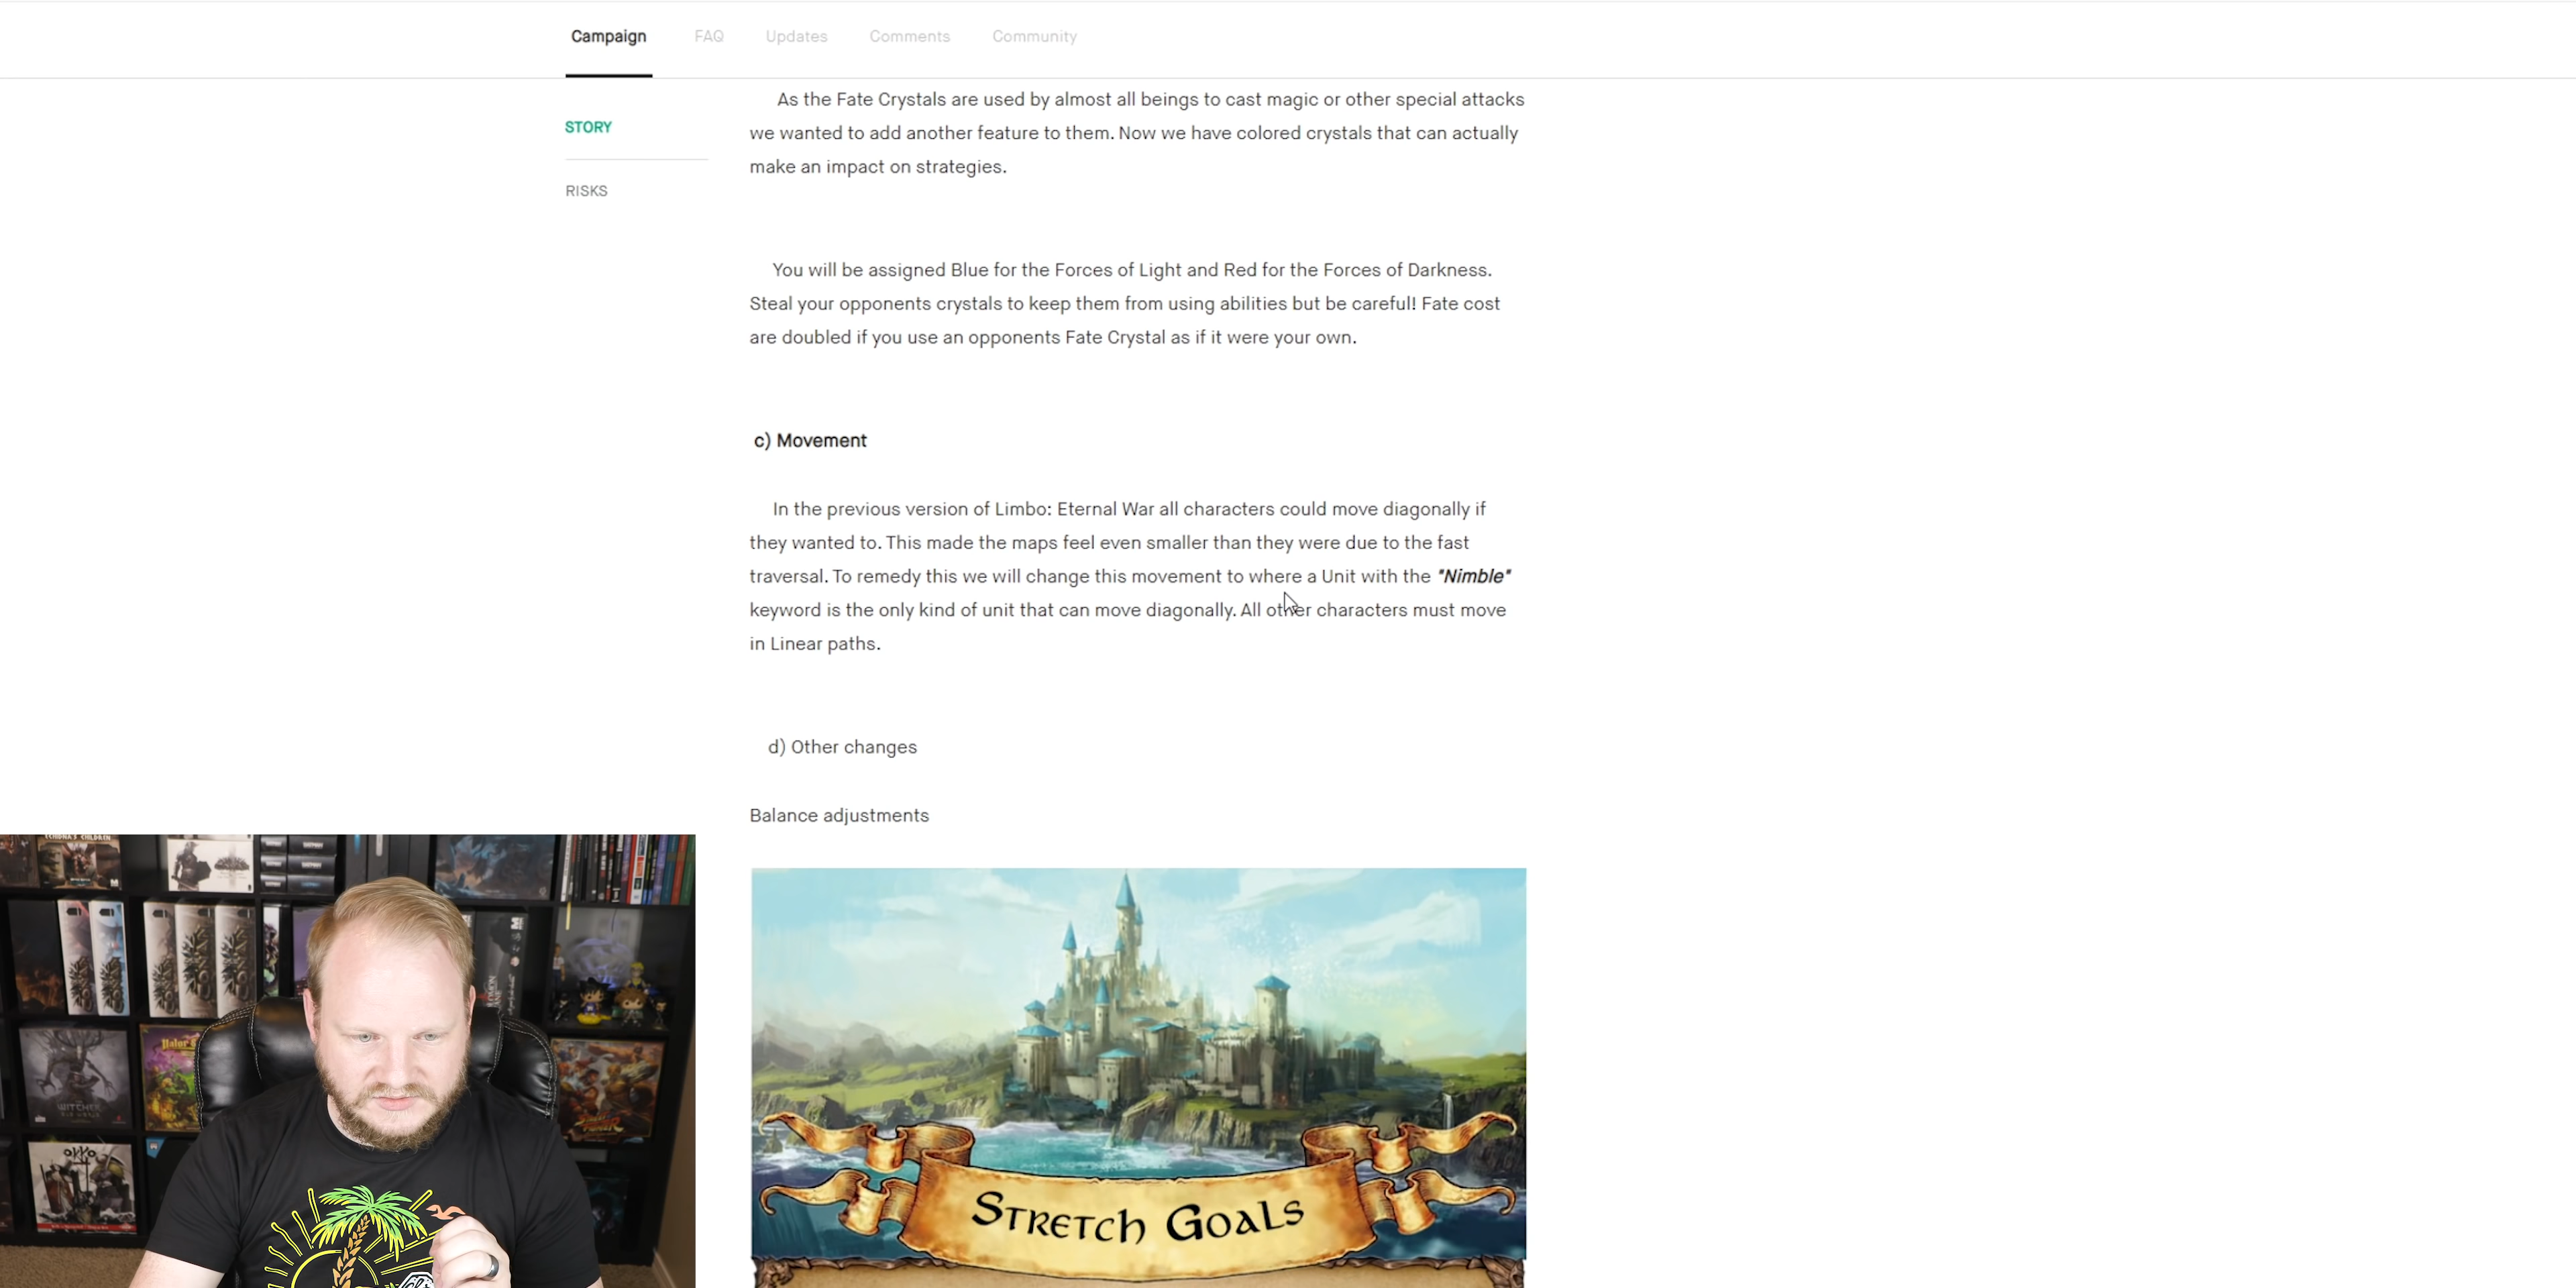 Campaign FAQ Updates Comments Community
STORY
RISKS
As the Fate Crystals are used by almost all beings to cast magic or other special attacks
we wanted to add another feature to them. Now we have colored crystals that can actually
make an impact on strategies.
You will be assigned Blue for the Forces of Light and Red for the Forces of Darkness.
Steal your opponents crystals to keep them from using abilities but be careful! Fate cost
are doubled if you use an opponents Fate Crystal as if it were your own.
c) Movement
In the previous version of Limbo: Eternal War all characters could move diagonally if
they wanted to. This made the maps feel even smaller than they were due to the fast
traversal. To remedy this we will change this movement to where a Unit with the "Nimble"
keyword is the only kind of unit that can move diagonally. All other characters must move
in Linear paths.
d) Other changes
Balance adjustments
STRETCH GOALS
WITCHER
OKKO